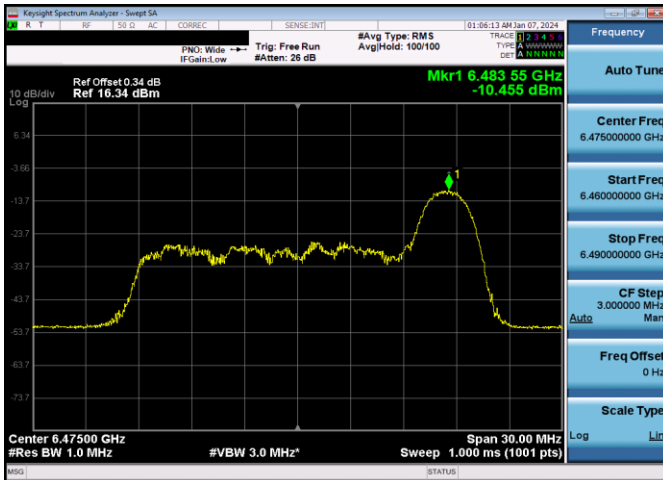 Keysight Spectrum Analyzer - Swept SA
R T RF 50 Ω AC CORREC SENSE:INT 01:06:13 AM Jan 07, 2024
PNO: Wide
IFGain:Low
Trig: Free Run
#Atten: 26 dB
#Avg Type: RMS
Avg|Hold: 100/100
TRACE 1 2 3 4 5 6
TYPE A WWWWW
DET A N N N N N
Ref Offset 0.34 dB
10 dB/div Ref 16.34 dBm
Log
Mkr1 6.483 55 GHz
-10.455 dBm
6.34
-3.66
-13.7
-23.7
-33.7
-43.7
-53.7
-63.7
-73.7
1
Center 6.47500 GHz
#Res BW 1.0 MHz
#VBW 3.0 MHz*
Span 30.00 MHz
Sweep 1.000 ms (1001 pts)
MSG
STATUS
Frequency
Auto Tune
Center Freq
6.475000000 GHz
Start Freq
6.460000000 GHz
Stop Freq
6.490000000 GHz
CF Step
3.000000 MHz
Auto Man
Freq Offset
0 Hz
Scale Type
Log Lin